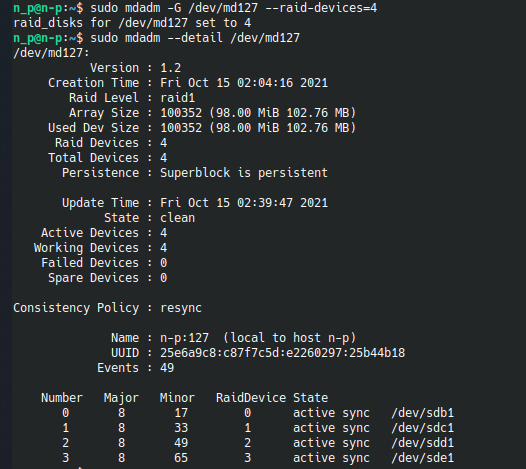 n_p@n-p:~$ sudo mdadm -G /dev/md127 --raid-devices=4
raid_disks for /dev/md127 set to 4
n_p@n-p:~$ sudo mdadm --detail /dev/md127
/dev/md127:
Version : 1.2
Creation Time : Fri Oct 15 02:04:16 2021
Raid Level : raid1
Array Size : 100352 (98.00 MiB 102.76 MB)
Used Dev Size : 100352 (98.00 MiB 102.76 MB)
Raid Devices : 4
Total Devices : 4
Persistence : Superblock is persistent
Update Time : Fri Oct 15 02:39:47 2021
State : clean
Active Devices : 4
Working Devices : 4
Failed Devices : 0
Spare Devices : 0
Consistency Policy : resync
Name : n-p:127  (local to host n-p)
UUID : 25e6a9c8:c87f7c5d:e2260297:25b44b18
Events : 49
Number   Major   Minor   RaidDevice State
0       8       17        0      active sync   /dev/sdb1
1       8       33        1      active sync   /dev/sdc1
2       8       49        2      active sync   /dev/sdd1
3       8       65        3      active sync   /dev/sde1